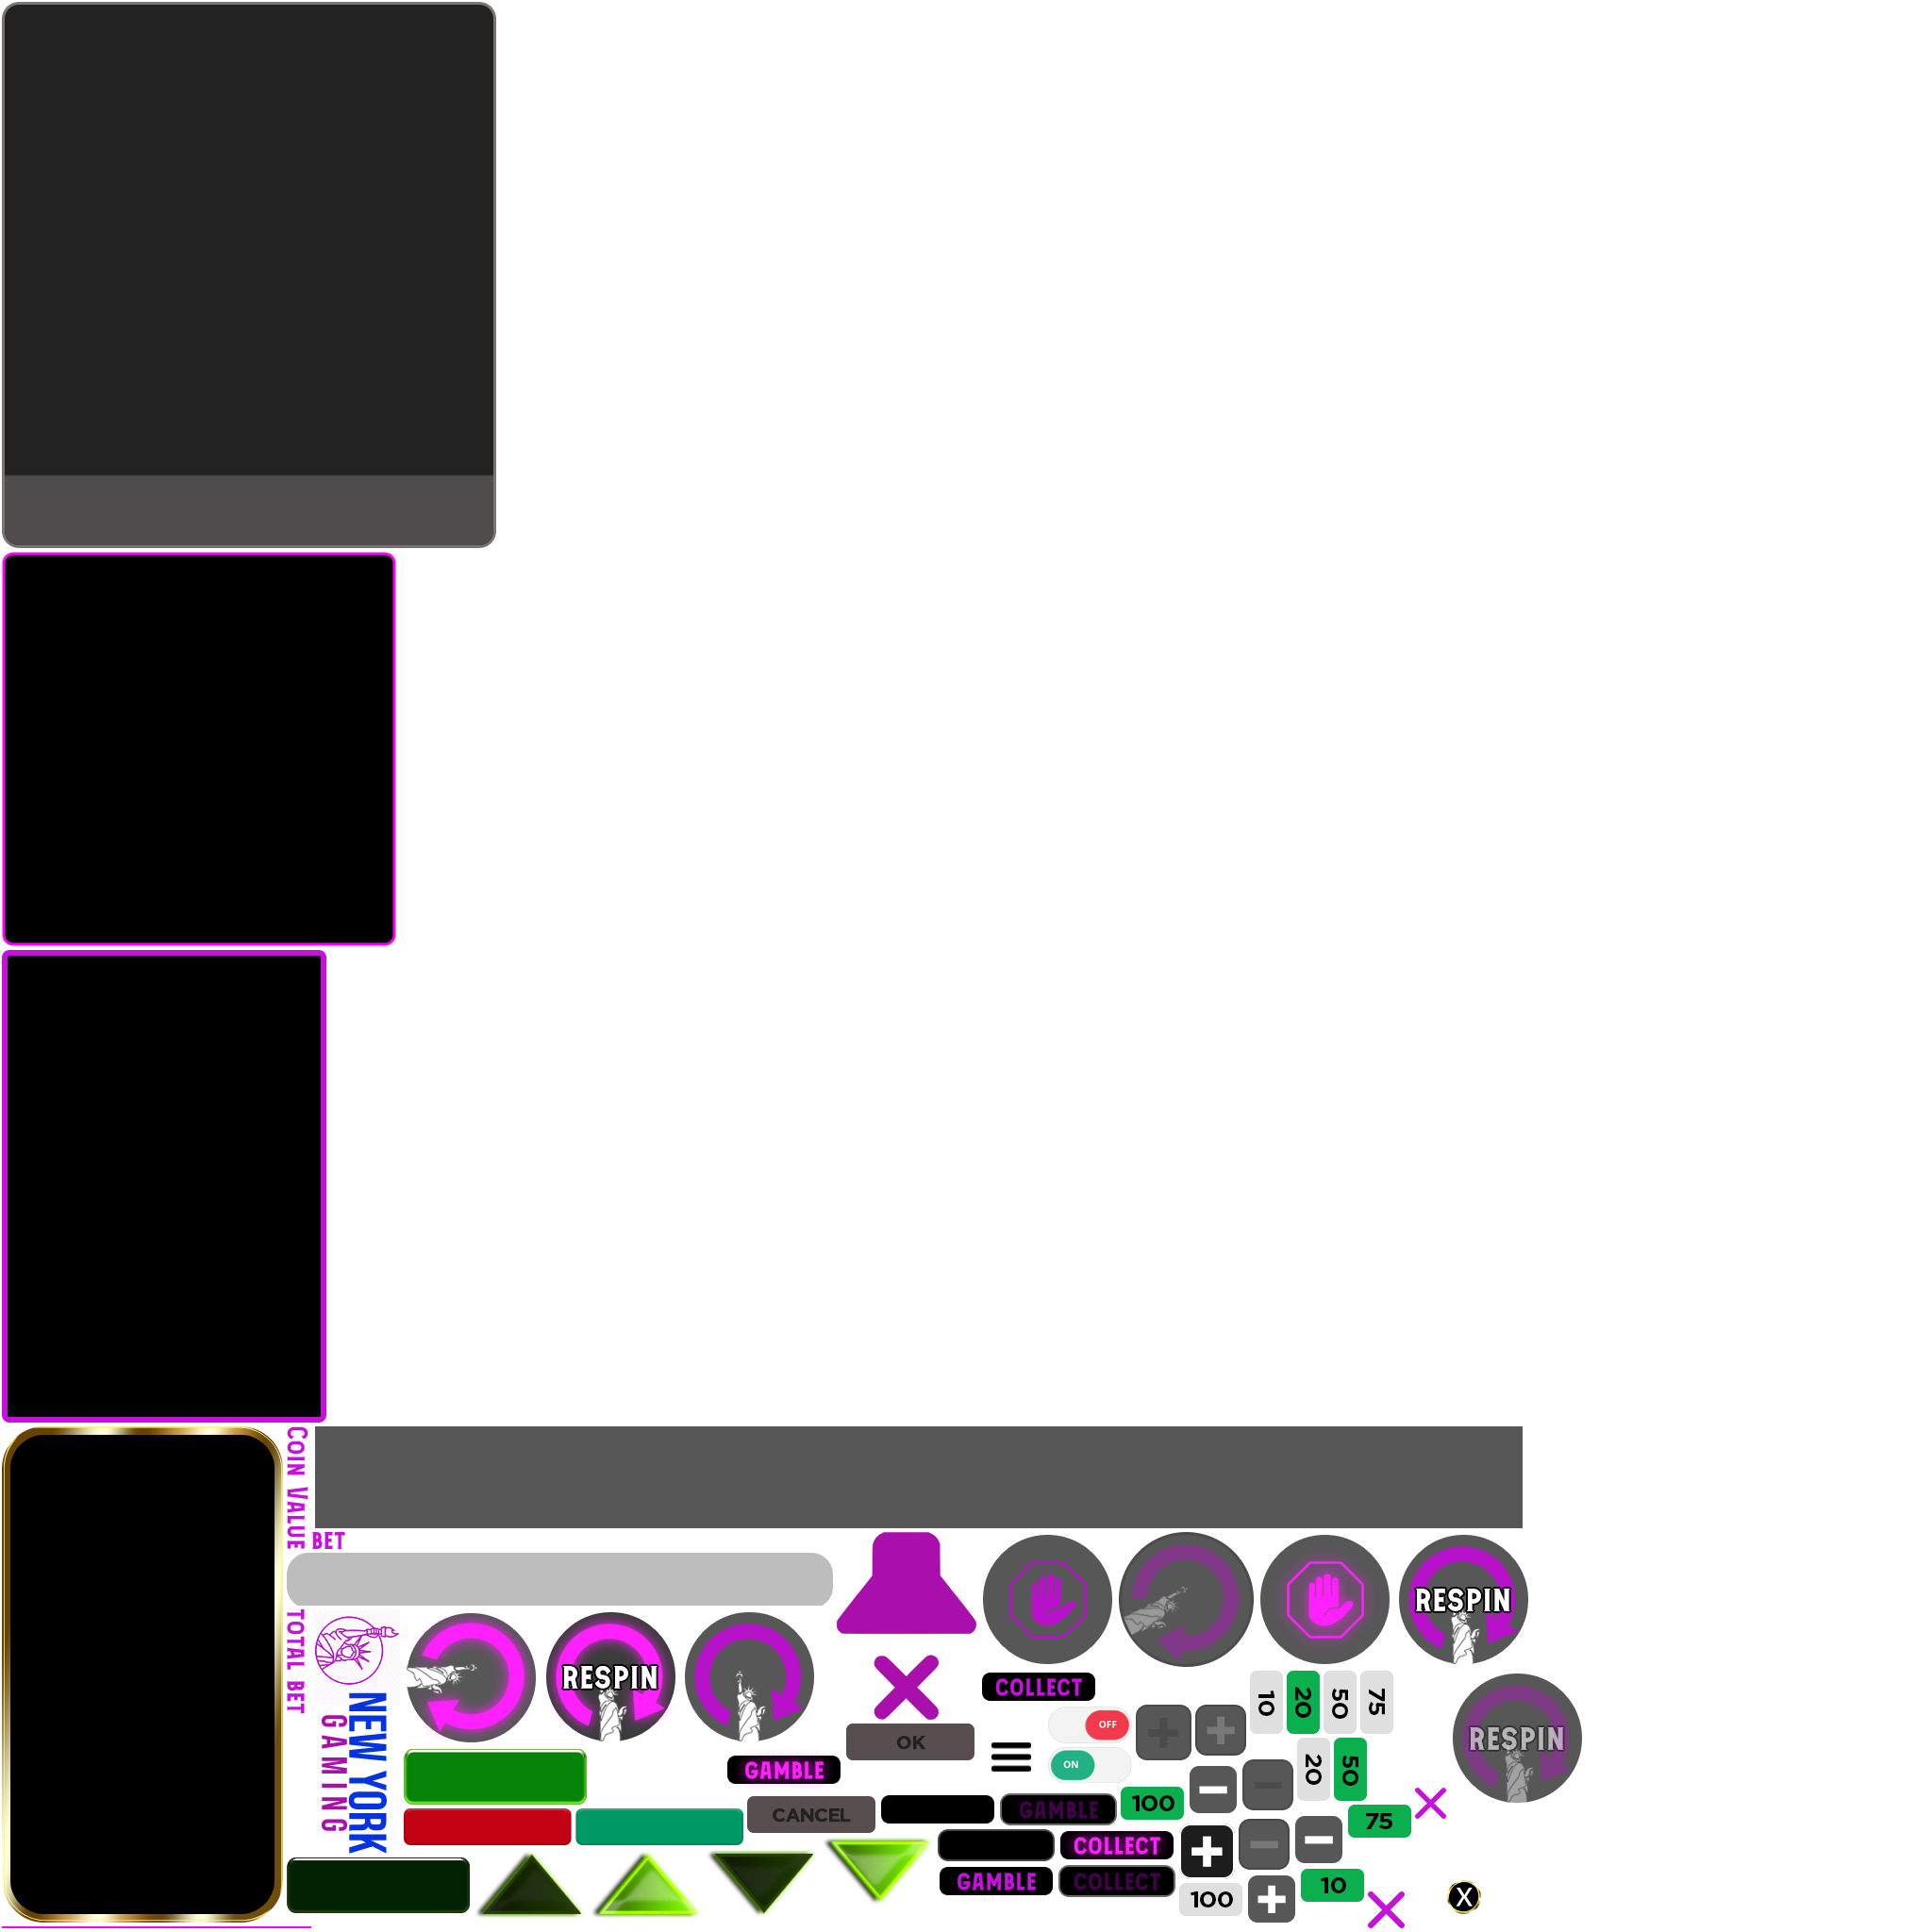 COIN VALUE
BET
TOTAL BET
NEW YORK
GAMING
RESPIN
RESPIN
RESPIN
COLLECT
OFF
ON
OK
GAMBLE
CANCEL
GAMBLE
100
COLLECT
GAMBLE
COLLECT
100
10
20
50
75
20
50
75
10
X